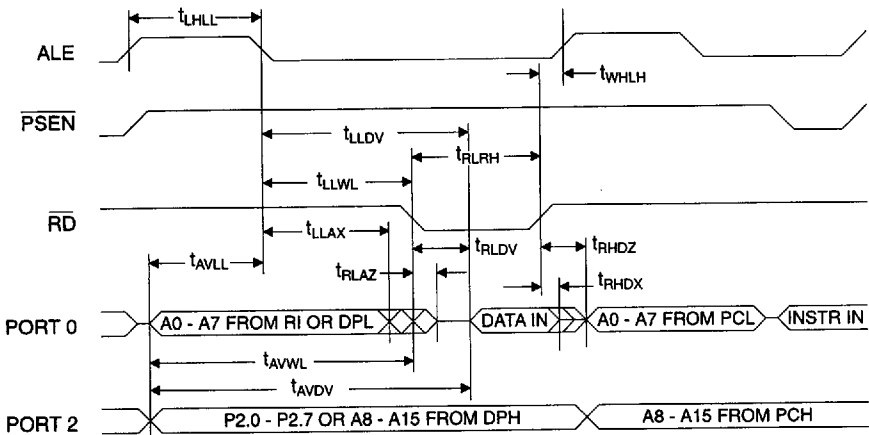 tLHLL
ALE
tWHLH
PSEN
tLLDV
tRLRH
tLLWL
RD
tLLAX
tRLDV
tRHDZ
tAVLL
tRLAZ
tRHDX
PORT 0
A0 - A7 FROM RI OR DPL
DATA IN
A0 - A7 FROM PCL
INSTR IN
tAVWL
tAVDV
PORT 2
P2.0 - P2.7 OR A8 - A15 FROM DPH
A8 - A15 FROM PCH